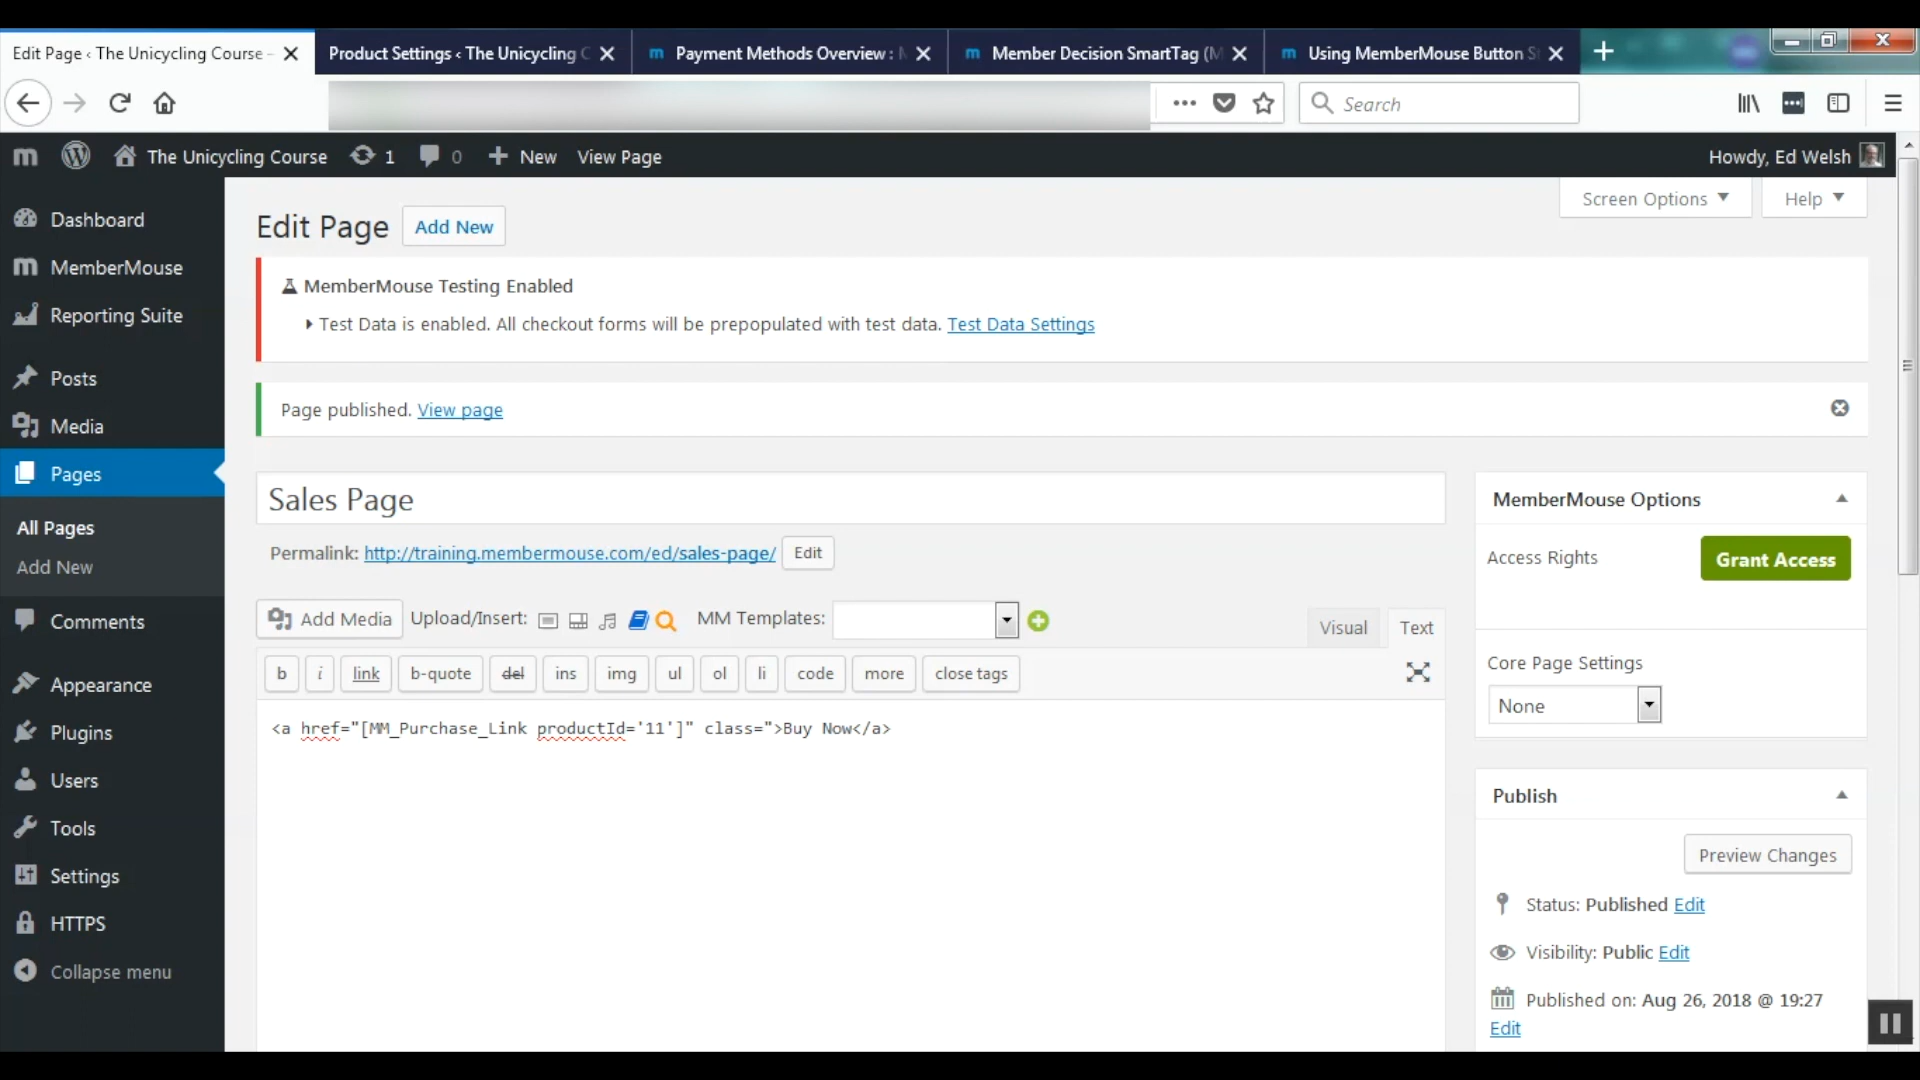 Edit Page ‹ The Unicycling Course –
Product Settings ‹ The Unicycling C
Payment Methods Overview :
Member Decision SmartTag (M
Using MemberMouse Button S
Search
The Unicycling Course
1
0
New
View Page
Howdy, Ed Welsh
Dashboard
MemberMouse
Reporting Suite
Posts
Media
Pages
All Pages
Add New
Comments
Appearance
Plugins
Users
Tools
Settings
HTTPS
Collapse menu
Screen Options
Help
Edit Page
Add New
MemberMouse Testing Enabled
Test Data is enabled. All checkout forms will be prepopulated with test data. Test Data Settings
Page published. View page
Sales Page
Permalink: http://training.membermouse.com/ed/sales-page/ Edit
Add Media Upload/Insert: MM Templates:
Visual Text
b i link b-quote del ins img ul ol li code more close tags
<a href="[MM_Purchase_Link productId='11']" class=">Buy Now</a>
MemberMouse Options
Access Rights
Grant Access
Core Page Settings
None
Publish
Preview Changes
Status: Published Edit
Visibility: Public Edit
Published on: Aug 26, 2018 @ 19:27
Edit